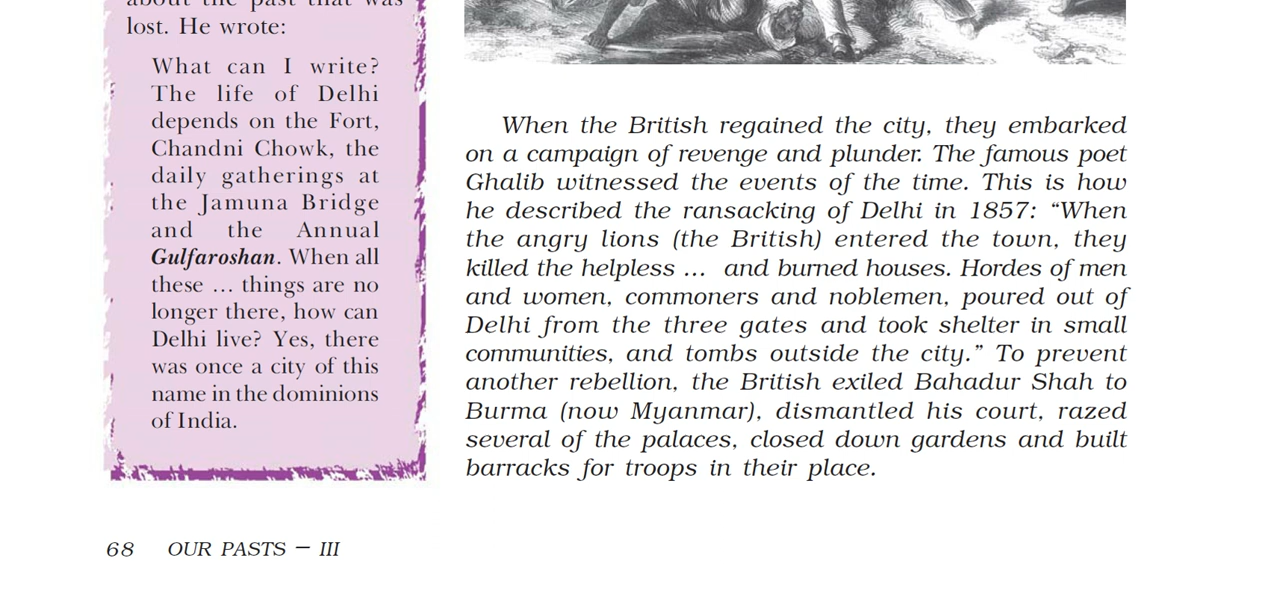 about the past that was
lost. He wrote:
What can I write?
The life of Delhi
depends on the Fort,
Chandni Chowk, the
daily gatherings at
the Jamuna Bridge
and the Annual
Gulfaroshan. When all
these ... things are no
longer there, how can
Delhi live? Yes, there
was once a city of this
name in the dominions
of India.
When the British regained the city, they embarked
on a campaign of revenge and plunder. The famous poet
Ghalib witnessed the events of the time. This is how
he described the ransacking of Delhi in 1857: “When
the angry lions (the British) entered the town, they
killed the helpless ... and burned houses. Hordes of men
and women, commoners and noblemen, poured out of
Delhi from the three gates and took shelter in small
communities, and tombs outside the city.” To prevent
another rebellion, the British exiled Bahadur Shah to
Burma (now Myanmar), dismantled his court, razed
several of the palaces, closed down gardens and built
barracks for troops in their place.
68 OUR PASTS – III